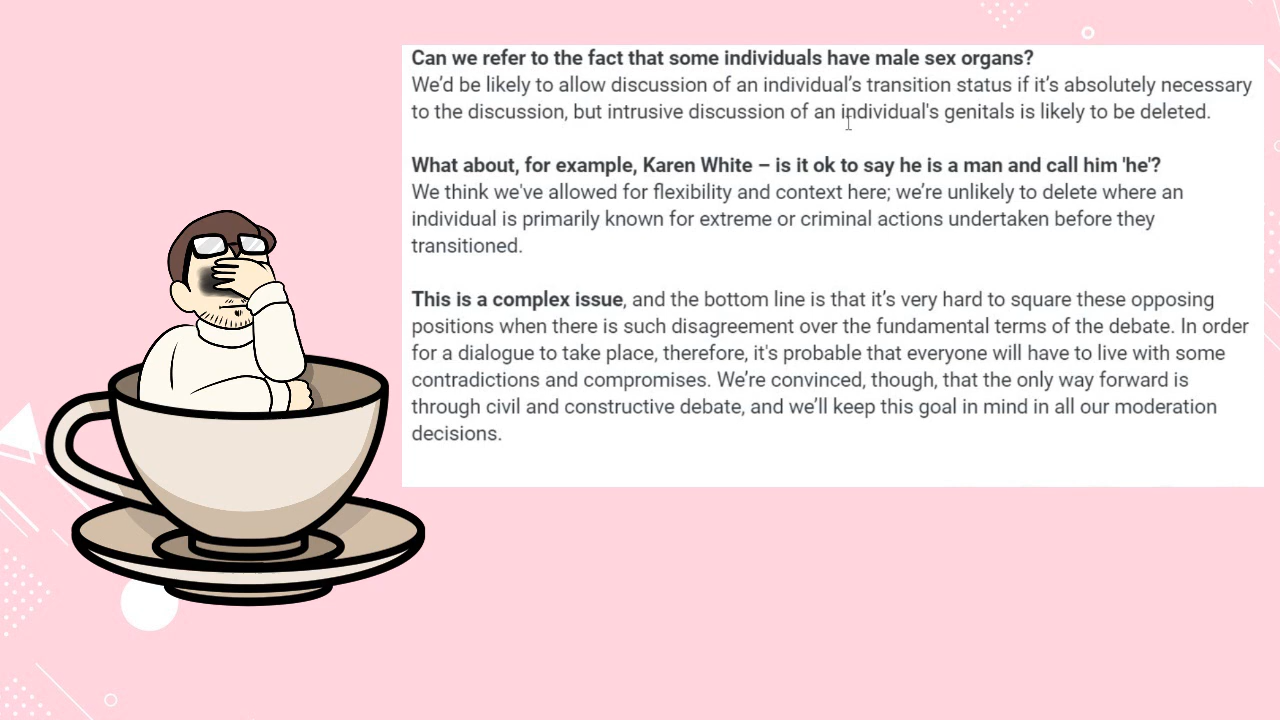 Can we refer to the fact that some individuals have male sex organs?
We’d be likely to allow discussion of an individual’s transition status if it’s absolutely necessary
to the discussion, but intrusive discussion of an individual's genitals is likely to be deleted.
What about, for example, Karen White – is it ok to say he is a man and call him 'he'?
We think we've allowed for flexibility and context here; we’re unlikely to delete where an
individual is primarily known for extreme or criminal actions undertaken before they
transitioned.
This is a complex issue, and the bottom line is that it’s very hard to square these opposing
positions when there is such disagreement over the fundamental terms of the debate. In order
for a dialogue to take place, therefore, it's probable that everyone will have to live with some
contradictions and compromises. We’re convinced, though, that the only way forward is
through civil and constructive debate, and we’ll keep this goal in mind in all our moderation
decisions.